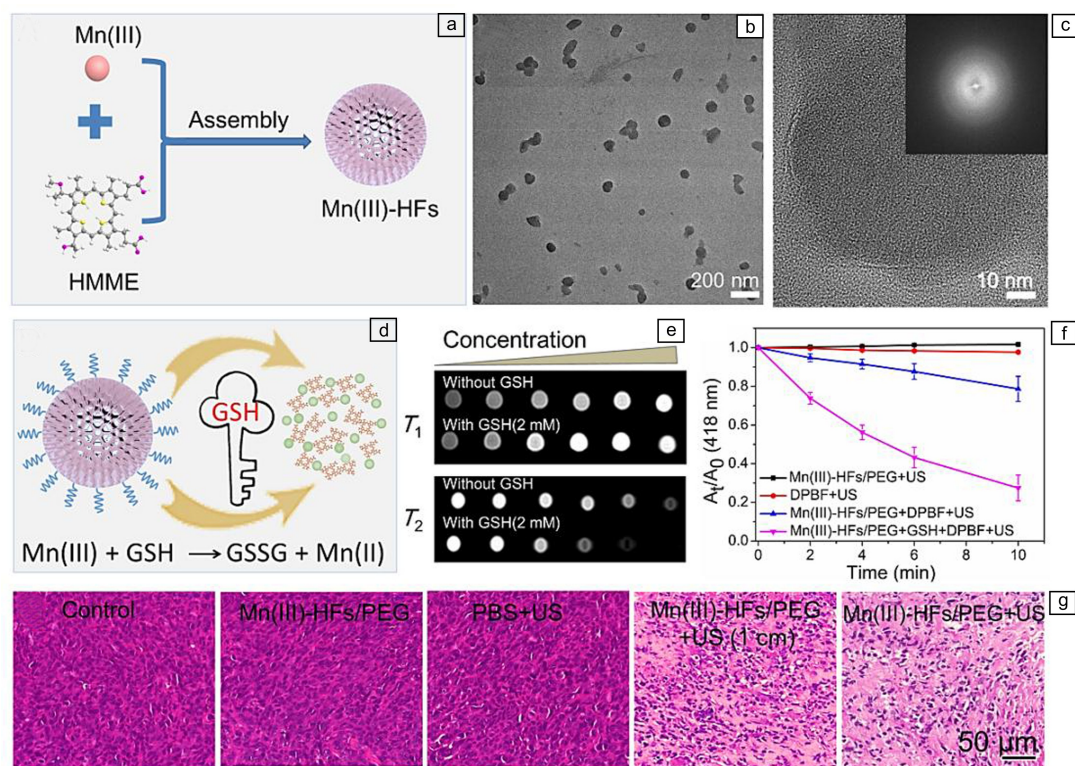 a
Mn(III)
Assembly
Mn(III)-HFs
HMME
b
200 nm
c
10 nm
d
GSH
Mn(III) + GSH → GSSG + Mn(II)
e
Concentration
T1
Without GSH
With GSH(2 mM)
T2
Without GSH
With GSH(2 mM)
f
At/A0 (418 nm)
1.0
0.8
0.6
0.4
0.2
0.0
Mn(III)-HFs/PEG+US
DPBF+US
Mn(III)-HFs/PEG+DPBF+US
Mn(III)-HFs/PEG+GSH+DPBF+US
0 2 4 6 8 10
Time (min)
g
Control
Mn(III)-HFs/PEG
PBS+US
Mn(III)-HFs/PEG
+US (1 cm)
Mn(III)-HFs/PEG+US
50 μm